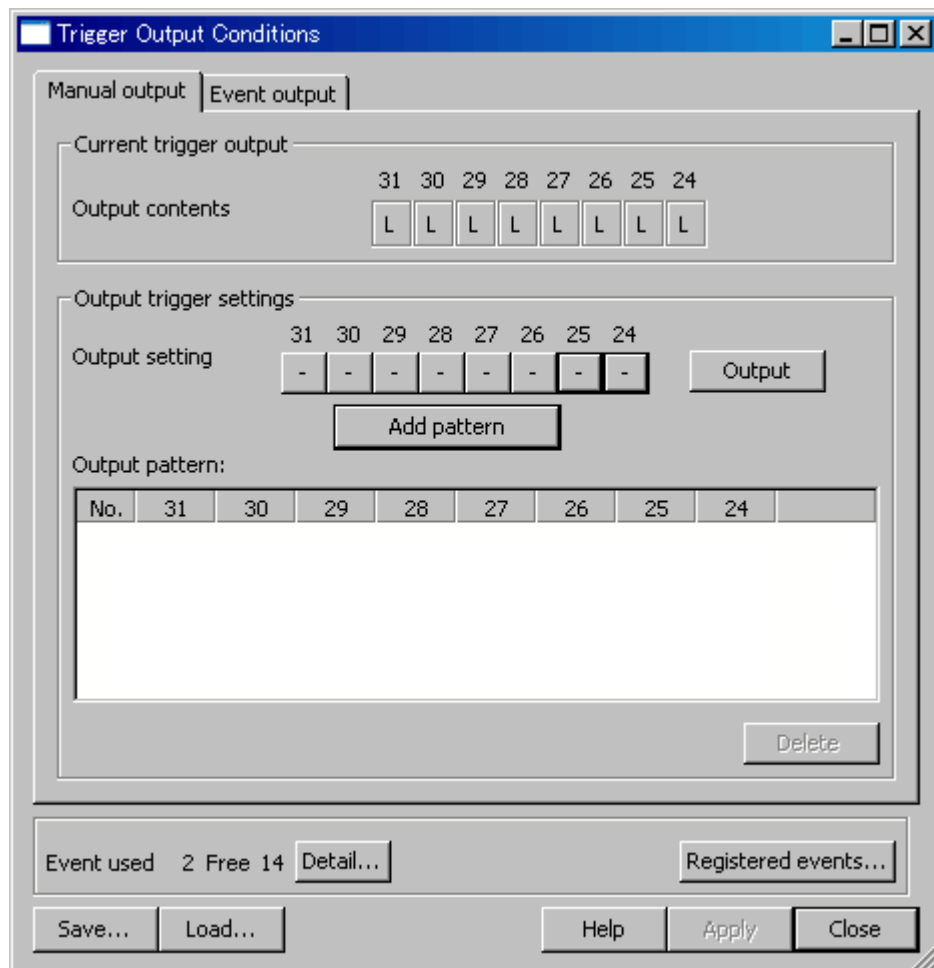 Trigger Output Conditions
Manual output Event output
Current trigger output
31 30 29 28 27 26 25 24
Output contents L L L L L L L L
Output trigger settings
31 30 29 28 27 26 25 24
Output setting - - - - - - - - Output
Add pattern
Output pattern:
No. 31 30 29 28 27 26 25 24
Delete
Event used 2 Free 14 Detail... Registered events...
Save... Load... Help Apply Close